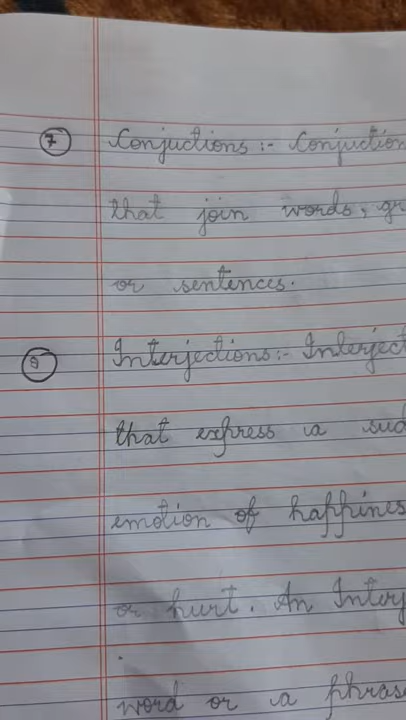 7 Conjuctions :- Conjuction
that join words, gr
or sentences.
9 Interjections :- Interject
that express a sud
emotion of happines
or hurt. An Inter
word or a phras